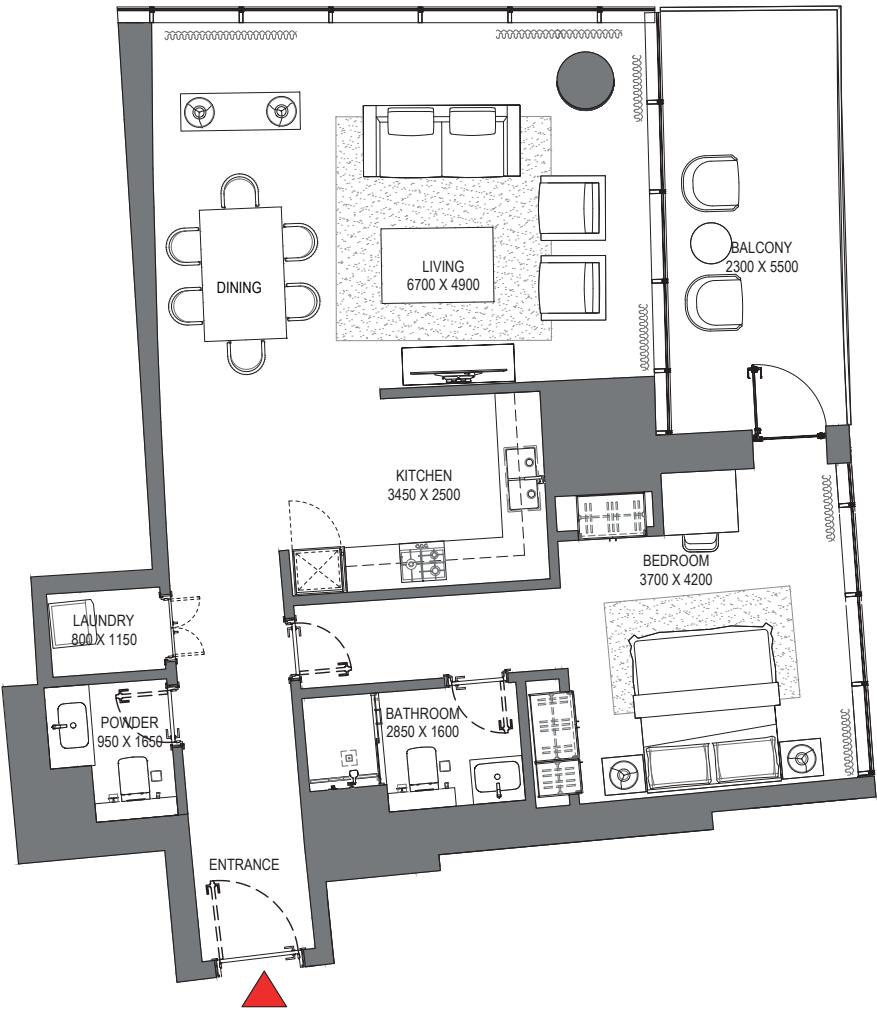 BALCONY
2300 X 5500
LIVING
6700 X 4900
DINING
KITCHEN
3450 X 2500
BEDROOM
3700 X 4200
LAUNDRY
800 X 1150
POWDER
950 X 1650
BATHROOM
2850 X 1600
ENTRANCE